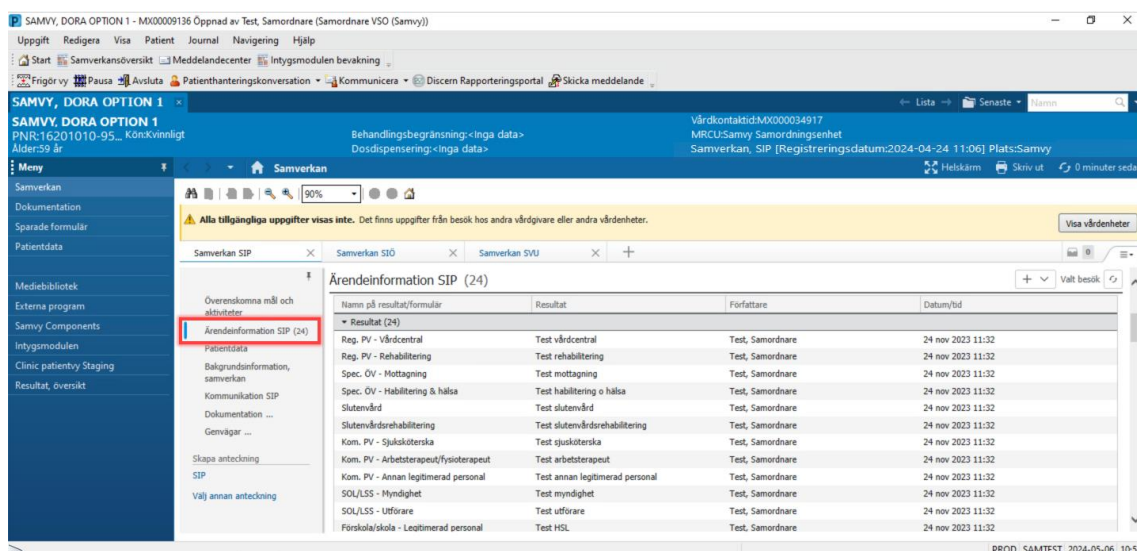 SAMVY, DORA OPTION 1 - MX00009136 Öppnad av Test, Samordnare (Samordnare VSO (Samvy))
Uppgift Redigera Visa Patient Journal Navigering Hjälp
Start Samverkansöversikt Meddelandecenter Intygsmodulen bevakning
Frigör vy Pausa Avsluta Patienthanteringskonversation Kommunicera Discern Rapporteringsportal Skicka meddelande
SAMVY, DORA OPTION 1 Lista Senaste Namn
SAMVY, DORA OPTION 1 Vårdkontaktid:MX000034917
PNR:16201010-95... Kön:Kvinnligt Behandlingsbegränsning:<Inga data> MRCU:Samvy Samordningsenhet
Ålder:59 år Dosdispensering:<Inga data> Samverkan, SIP [Registreringsdatum:2024-04-24 11:06] Plats:Samvy
Meny Samverkan Helskärm Skriv ut 0 minuter seda
Samverkan
Dokumentation
Sparade formulär
Patientdata
Mediebibliotek
Externa program
Samvy Components
Intygsmodulen
Clinic patientvy Staging
Resultat, översikt
90%
Alla tillgängliga uppgifter visas inte. Det finns uppgifter från besök hos andra vårdgivare eller andra vårdenheter. Visa vårdenheter
Samverkan SIP Samverkan SIÖ Samverkan SVU 0
Överenskomna mål och
aktiviteter
Ärendeinformation SIP (24)
Patientdata
Bakgrundsinformation,
samverkan
Kommunikation SIP
Dokumentation ...
Genvägar ...
Skapa anteckning
SIP
Välj annan anteckning
Ärendeinformation SIP (24) Valt besök
Namn på resultat/formulär Resultat Författare Datum/tid
Resultat (24)
Reg. PV - Vårdcentral Test vårdcentral Test, Samordnare 24 nov 2023 11:32
Reg. PV - Rehabilitering Test rehabilitering Test, Samordnare 24 nov 2023 11:32
Spec. ÖV - Mottagning Test mottagning Test, Samordnare 24 nov 2023 11:32
Spec. ÖV - Habilitering & hälsa Test habilitering o hälsa Test, Samordnare 24 nov 2023 11:32
Slutenvård Test slutenvård Test, Samordnare 24 nov 2023 11:32
Slutenvårdsrehabilitering Test slutenvårdsrehabilitering Test, Samordnare 24 nov 2023 11:32
Kom. PV - Sjuksköterska Test sjusköterska Test, Samordnare 24 nov 2023 11:32
Kom. PV - Arbetsterapeut/fysioterapeut Test arbetsterapeut Test, Samordnare 24 nov 2023 11:32
Kom. PV - Annan legitimerad personal Test annan legitimerad personal Test, Samordnare 24 nov 2023 11:32
SOL/LSS - Myndighet Test myndighet Test, Samordnare 24 nov 2023 11:32
SOL/LSS - Utförare Test utförare Test, Samordnare 24 nov 2023 11:32
Förskola/skola - Legitimerad personal Test HSL Test, Samordnare 24 nov 2023 11:32
PROD SAMTEST 2024-05-06 10:5